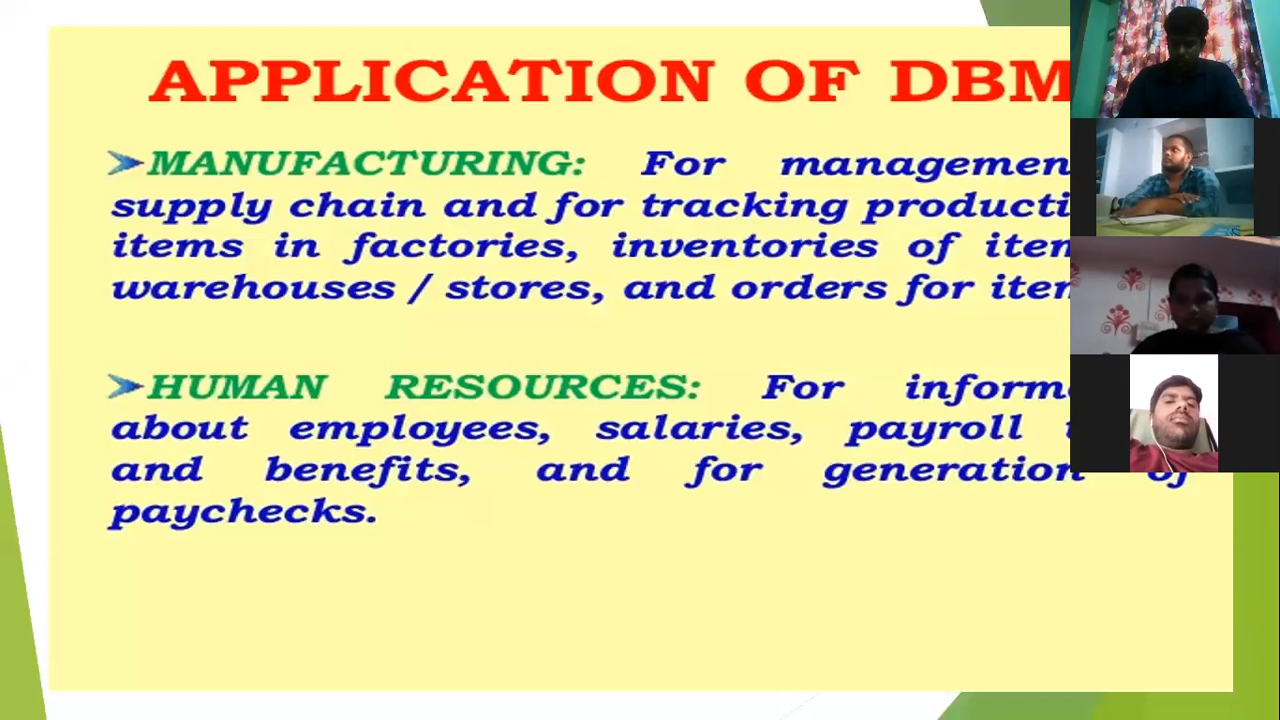 APPLICATION OF DBM
MANUFACTURING: For managemen
supply chain and for tracking producti
items in factories, inventories of iten
warehouses / stores, and orders for iten
HUMAN RESOURCES: For informa
about employees, salaries, payroll
and benefits, and for generation of
paychecks.